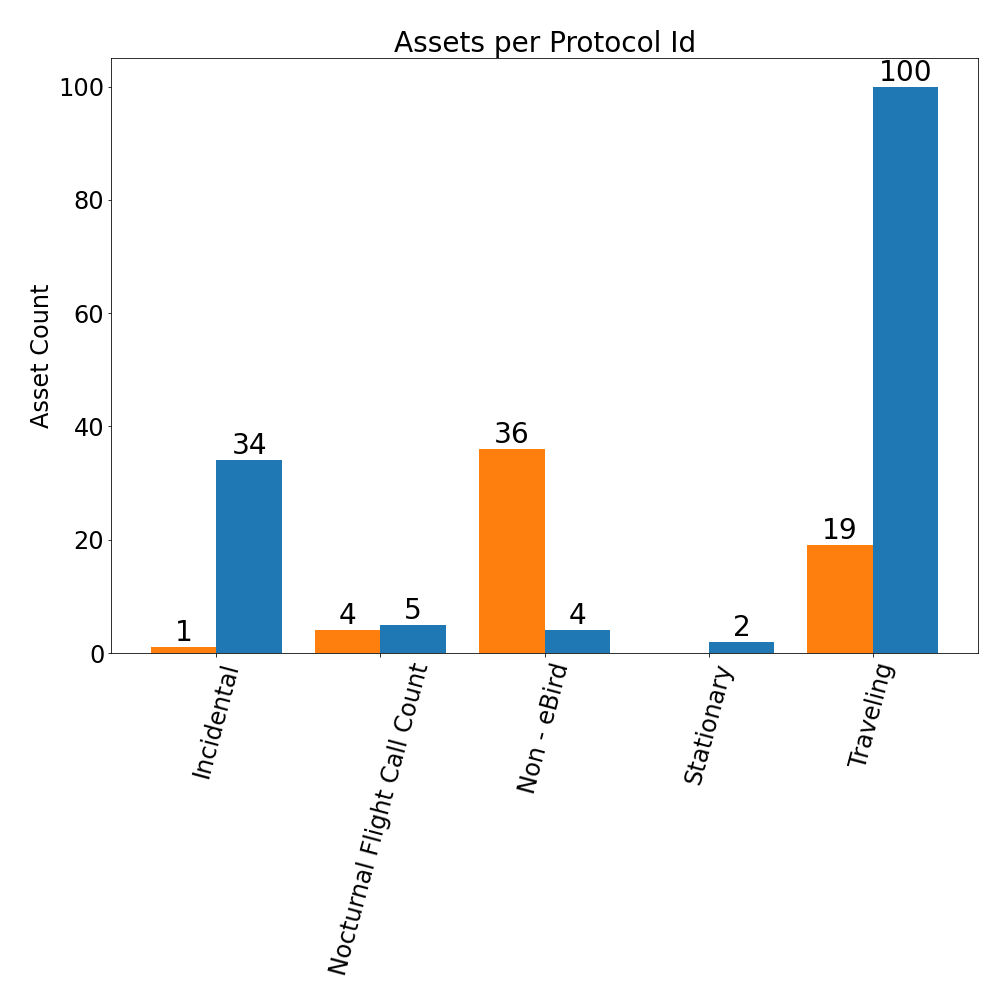 Assets per Protocol Id
Asset Count
100
80
60
40
20
0
1
34
4
5
36
4
2
19
100
Incidental
Nocturnal Flight Call Count
Non - eBird
Stationary
Traveling